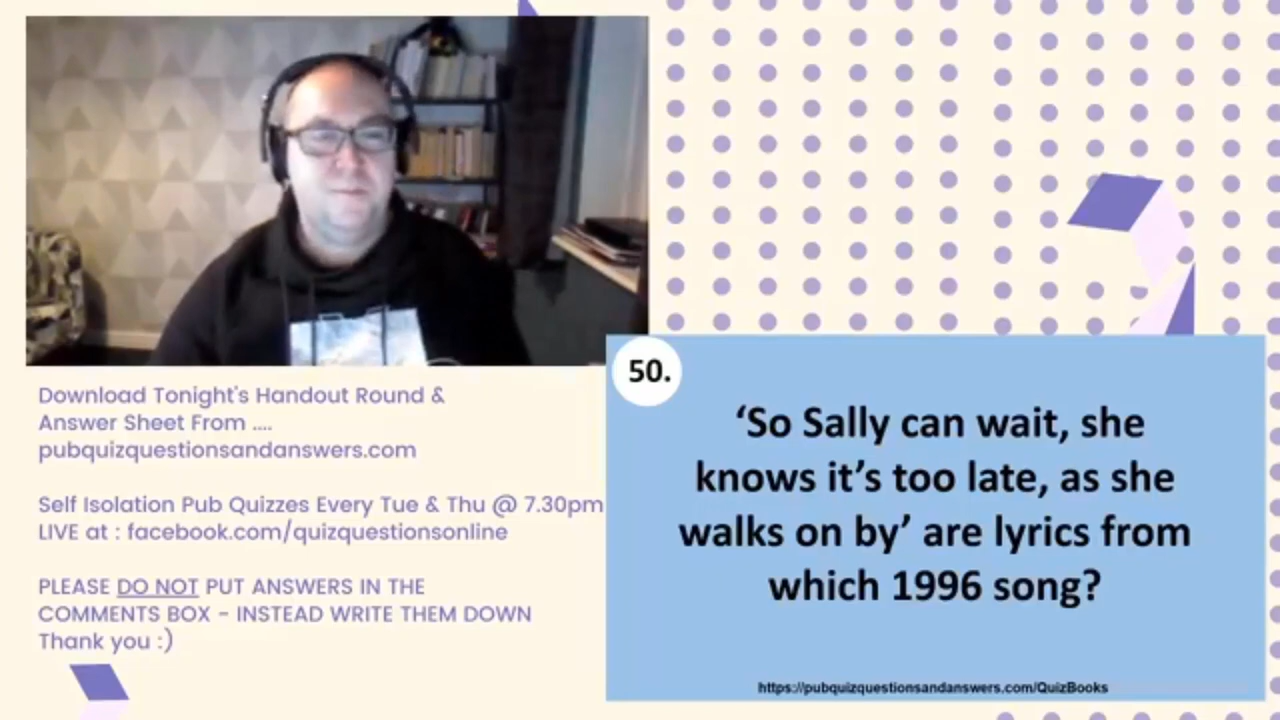 Download Tonight's Handout Round &
Answer Sheet From ....
pubquizquestionsandanswers.com
Self Isolation Pub Quizzes Every Tue & Thu @ 7.30pm
LIVE at : facebook.com/quizquestionsonline
PLEASE DO NOT PUT ANSWERS IN THE
COMMENTS BOX - INSTEAD WRITE THEM DOWN
Thank you :)
50.
‘So Sally can wait, she
knows it’s too late, as she
walks on by’ are lyrics from
which 1996 song?
https://pubquizquestionsandanswers.com/QuizBooks